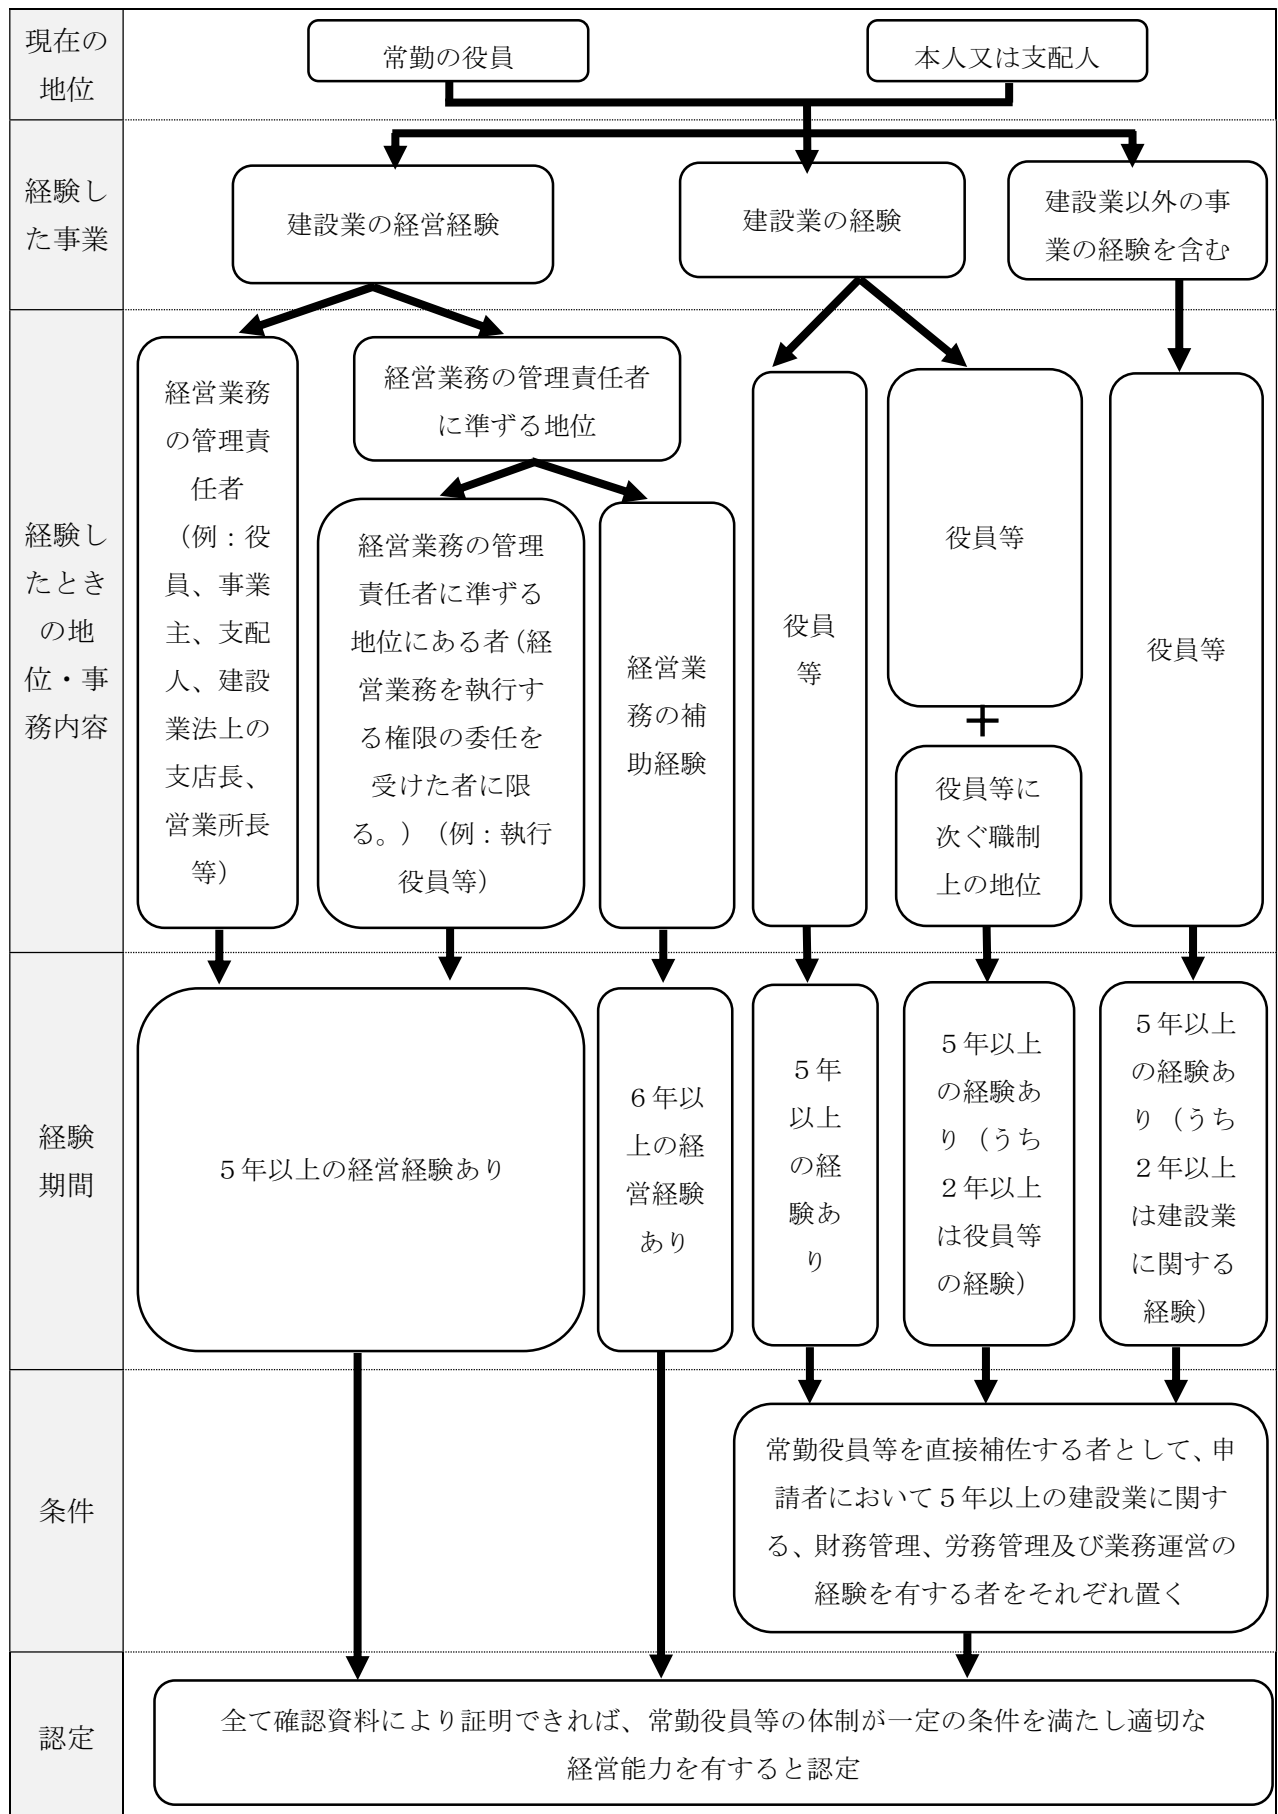 現在の
地位
常勤の役員
本人又は支配人
経験し
た事業
建設業の経営経験
建設業の経験
建設業以外の事
業の経験を含む
経験し
たとき
の地
位・事
務内容
経営業務
の管理責
任者
（例：役
員、事業
主、支配
人、建設
業法上の
支店長、
営業所長
等）
経営業務の管理責任者
に準ずる地位
経営業務の管理
責任者に準ずる
地位にある者（経
営業務を執行す
る権限の委任を
受けた者に限
る。）（例：執行
役員等）
経営業
務の補
助経験
役員
等
役員等
＋
役員等に
次ぐ職制
上の地位
役員等
経験
期間
５年以上の経営経験あり
６年以
上の経
営経験
あり
５年
以上
の経
験あ
り
５年以上
の経験あ
り（うち
２年以上
は役員等
の経験）
５年以上
の経験あ
り（うち
２年以上
は建設業
に関する
経験）
条件
常勤役員等を直接補佐する者として、申
請者において５年以上の建設業に関す
る、財務管理、労務管理及び業務運営の
経験を有する者をそれぞれ置く
認定
全て確認資料により証明できれば、常勤役員等の体制が一定の条件を満たし適切な
経営能力を有すると認定